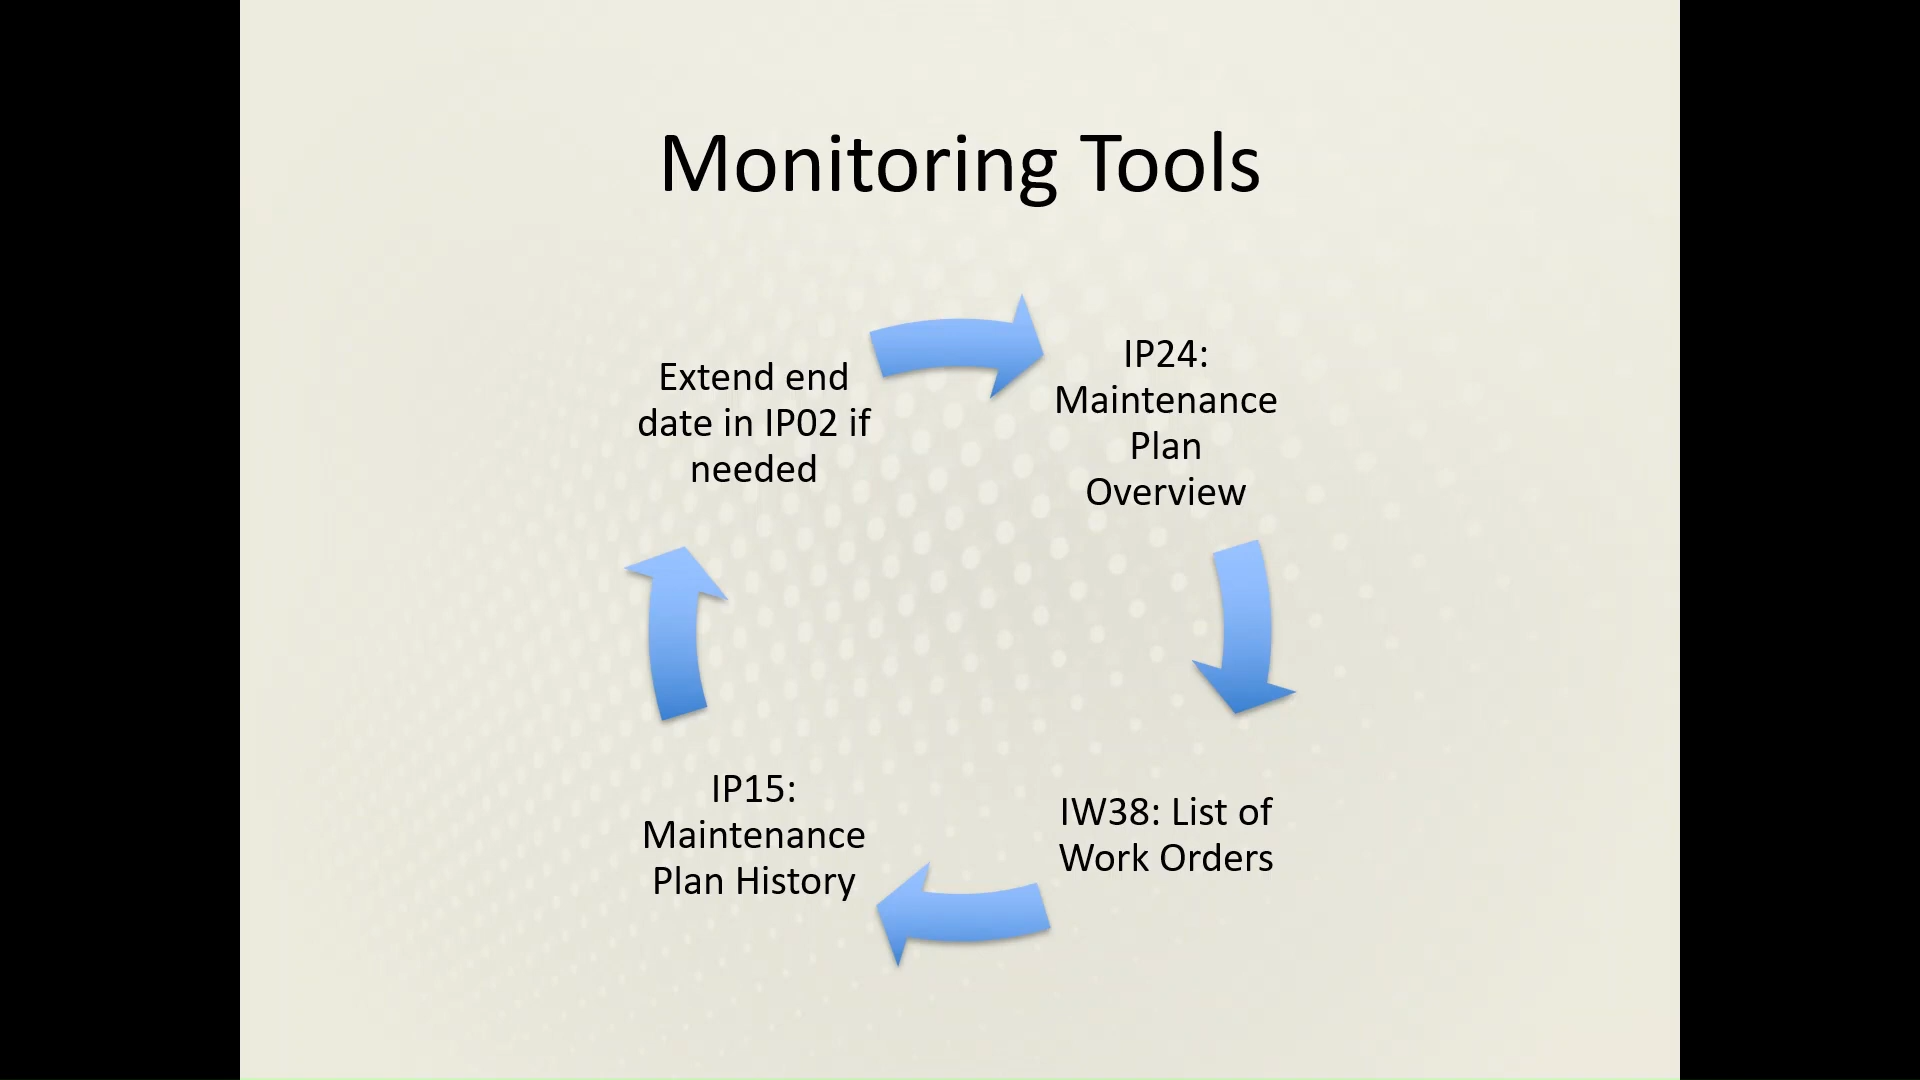 Monitoring Tools
Extend end
date in IP02 if
needed
IP24:
Maintenance
Plan
Overview
IP15:
Maintenance
Plan History
IW38: List of
Work Orders